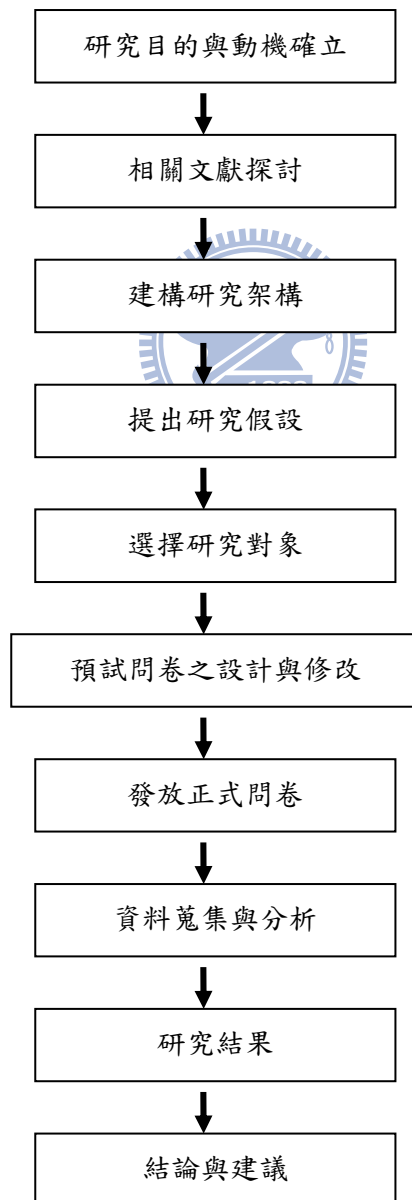 研究目的與動機確立
相關文獻探討
建構研究架構
提出研究假設
選擇研究對象
預試問卷之設計與修改
發放正式問卷
資料蒐集與分析
研究結果
結論與建議